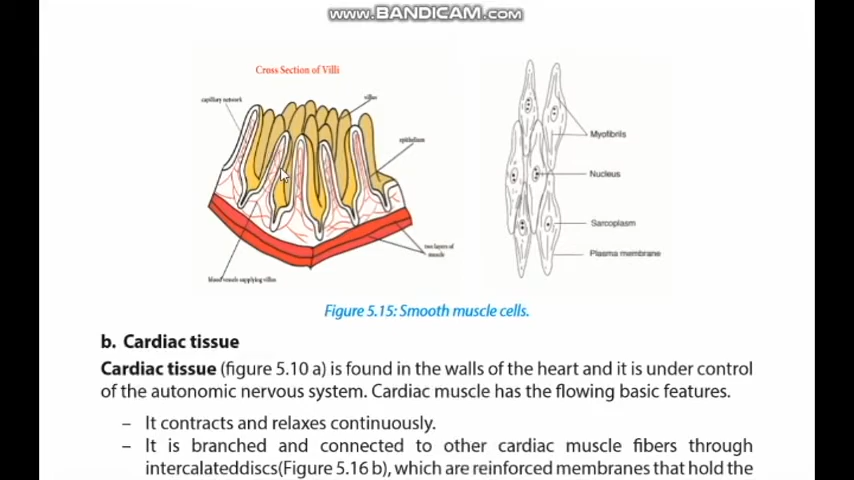 www.BANDICAM.com
Cross Section of Villi
capillary network
villus
epithelium
two layers of
muscle
blood vessels supplying villus
Myofibrils
Nucleus
Sarcoplasm
Plasma membrane
Figure 5.15: Smooth muscle cells.
b. Cardiac tissue
Cardiac tissue (figure 5.10 a) is found in the walls of the heart and it is under control
of the autonomic nervous system. Cardiac muscle has the flowing basic features.
– It contracts and relaxes continuously.
– It is branched and connected to other cardiac muscle fibers through
intercalateddiscs(Figure 5.16 b), which are reinforced membranes that hold the